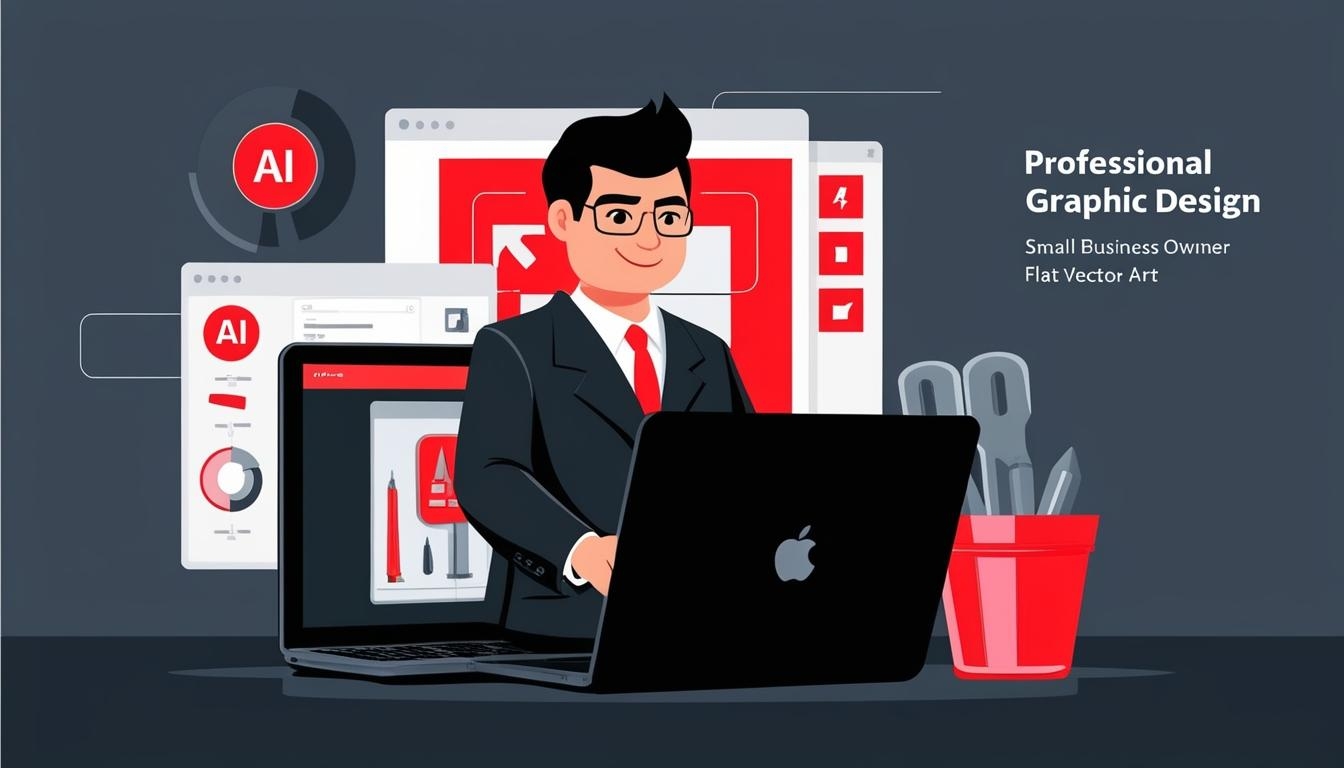 AI
Professional
Graphic Design
Small Business Owner
Flat Vector Art
AI